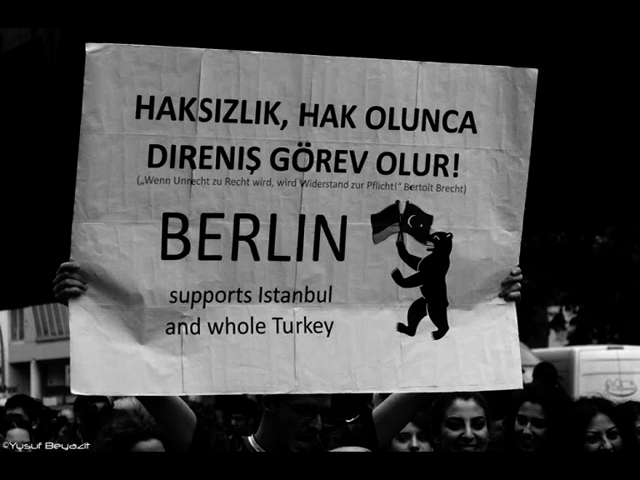 HAKSIZLIK, HAK OLUNCA
DIRENIŞ GÖREV OLUR!
(„Wenn Unrecht zu Recht wird, wird Widerstand zur Pflicht!“ Bertolt Brecht)
BERLIN
supports Istanbul
and whole Turkey
©Yusuf Beyazit